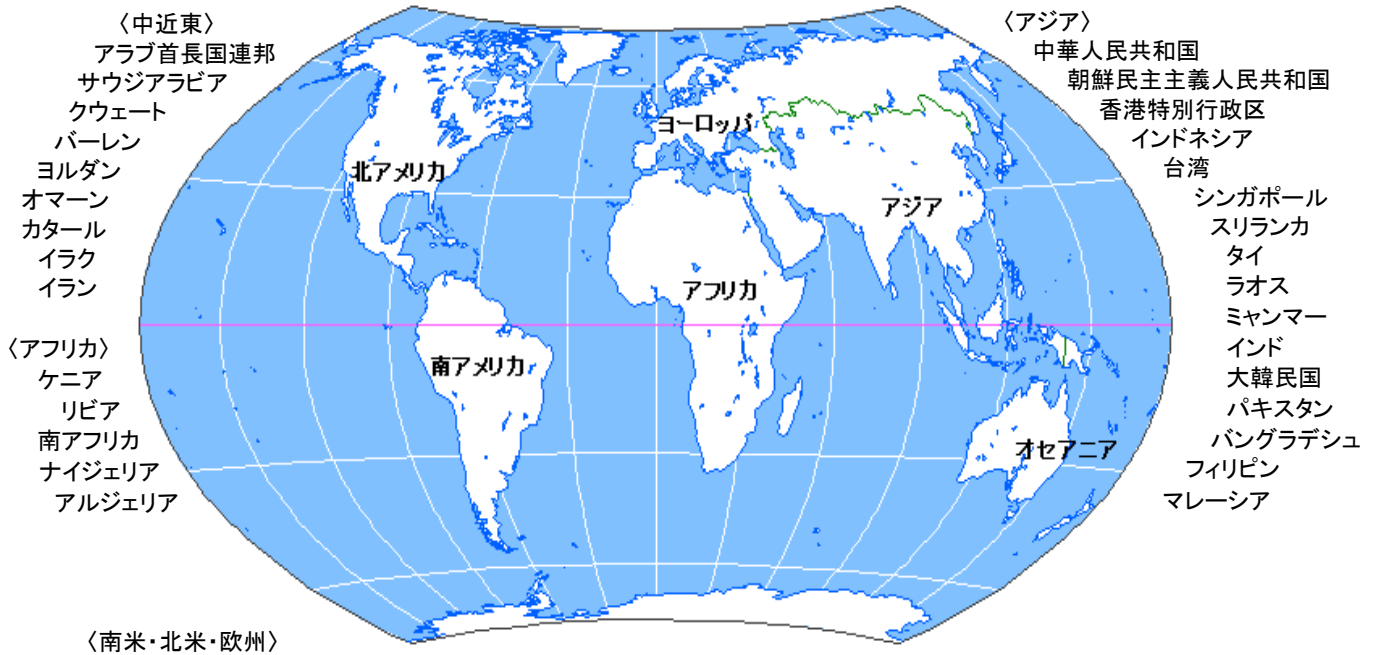 〈中近東〉
アラブ首長国連邦
サウジアラビア
クウェート
バーレン
ヨルダン
オマーン
カタール
イラク
イラン
〈アフリカ〉
ケニア
リビア
南アフリカ
ナイジェリア
アルジェリア
〈南米・北米・欧州〉
北アメリカ
南アメリカ
ヨーロッパ
アフリカ
アジア
オセアニア
〈アジア〉
中華人民共和国
朝鮮民主主義人民共和国
香港特別行政区
インドネシア
台湾
シンガポール
スリランカ
タイ
ラオス
ミャンマー
インド
大韓民国
パキスタン
バングラデシュ
フィリピン
マレーシア